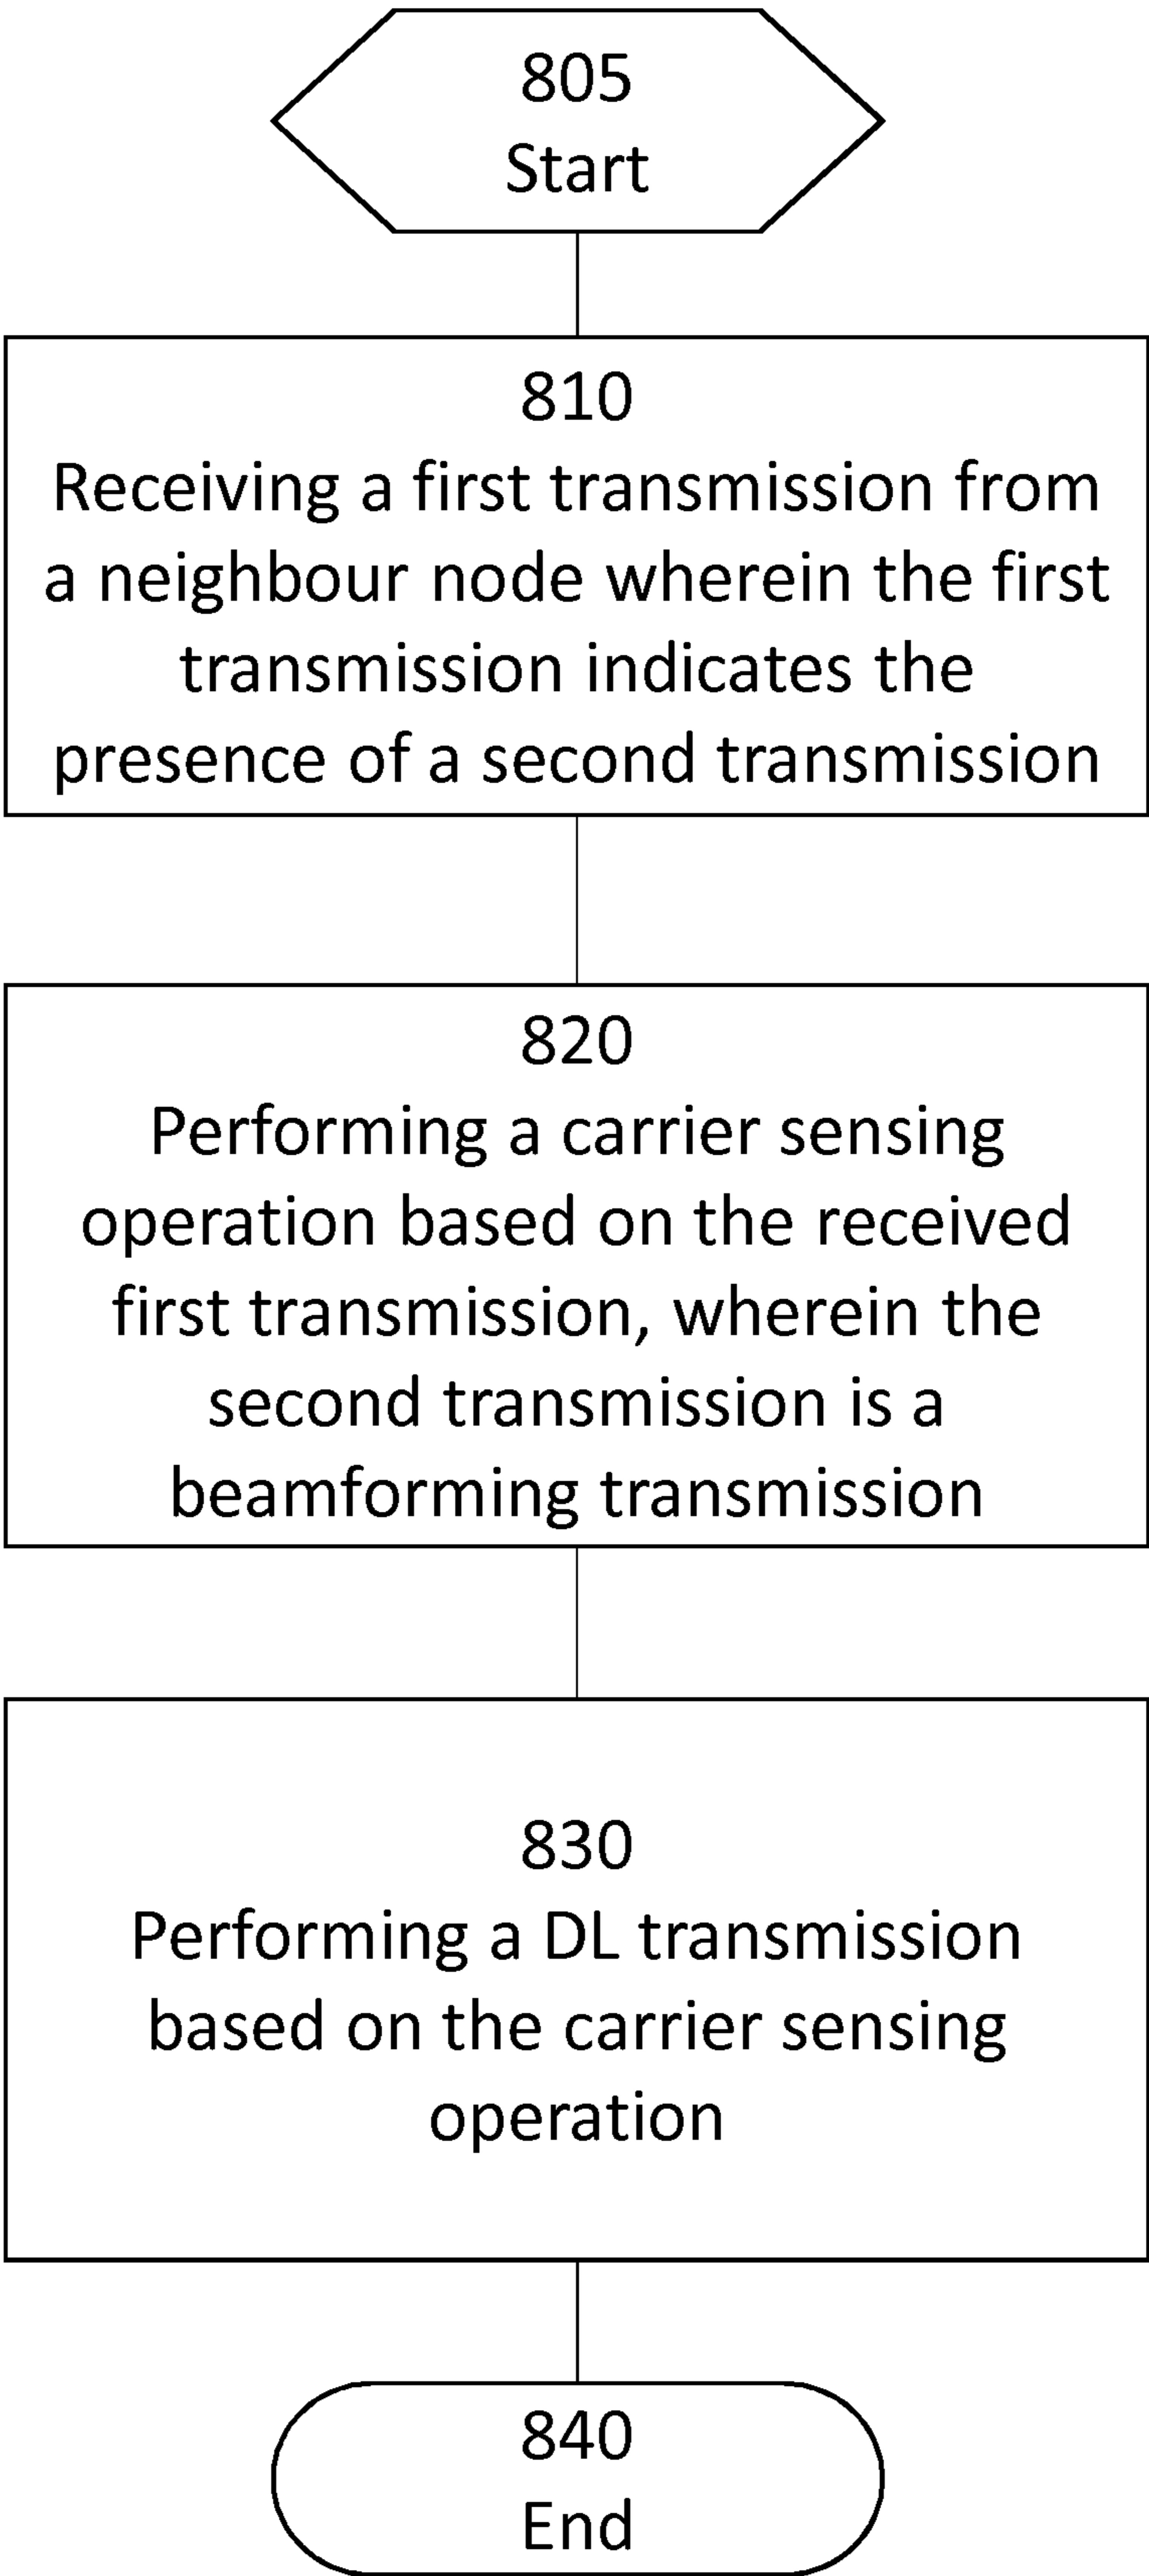 805
Start
810
Receiving a first transmission from
a neighbour node wherein the first
transmission indicates the
presence of a second transmission
820
Performing a carrier sensing
operation based on the received
first transmission, wherein the
second transmission is a
beamforming transmission
830
Performing a DL transmission
based on the carrier sensing
operation
840
End